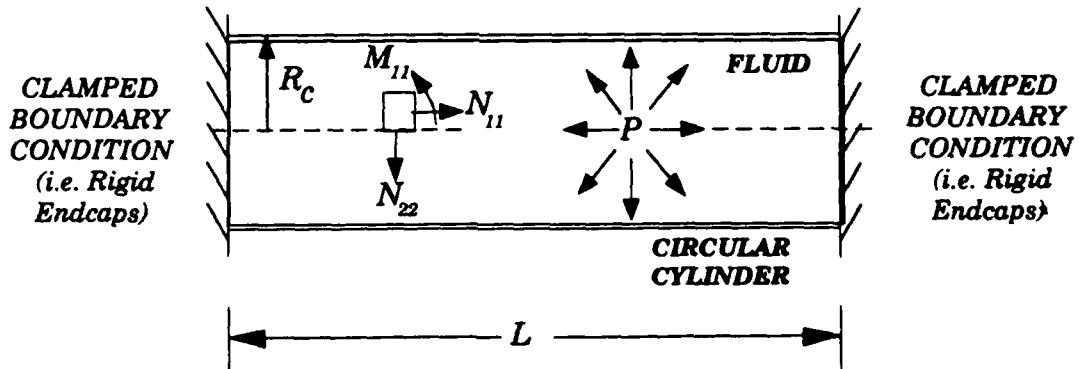 CLAMPED
BOUNDARY
CONDITION
(i.e. Rigid
Endcaps)
R_c
M_11
N_11
N_22
P
FLUID
CIRCULAR
CYLINDER
CLAMPED
BOUNDARY
CONDITION
(i.e. Rigid
Endcaps)
L